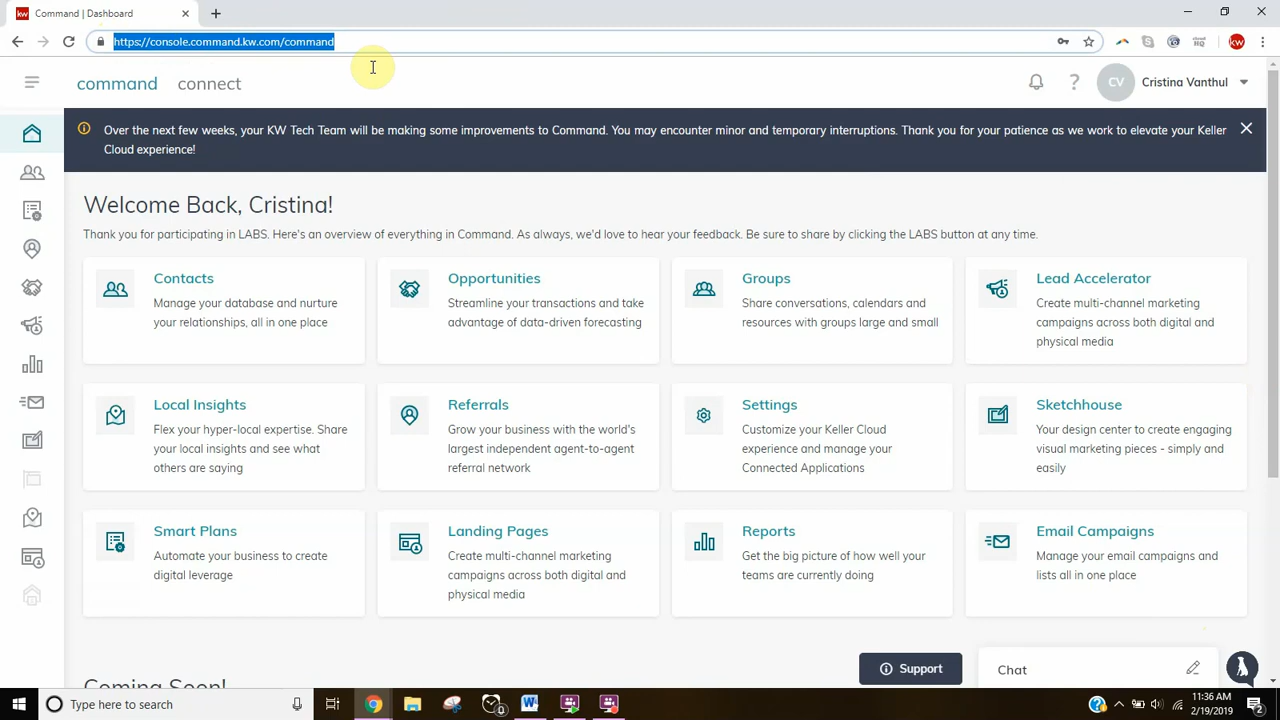 kw Command | Dashboard
https://console.command.kw.com/command
kw
command connect
? CV Cristina Vanthul
Over the next few weeks, your KW Tech Team will be making some improvements to Command. You may encounter minor and temporary interruptions. Thank you for your patience as we work to elevate your Keller
Cloud experience!
Welcome Back, Cristina!
Thank you for participating in LABS. Here's an overview of everything in Command. As always, we'd love to hear your feedback. Be sure to share by clicking the LABS button at any time.
Contacts
Manage your database and nurture
your relationships, all in one place
Opportunities
Streamline your transactions and take
advantage of data-driven forecasting
Groups
Share conversations, calendars and
resources with groups large and small
Lead Accelerator
Create multi-channel marketing
campaigns across both digital and
physical media
Local Insights
Flex your hyper-local expertise. Share
your local insights and see what
others are saying
Referrals
Grow your business with the world's
largest independent agent-to-agent
referral network
Settings
Customize your Keller Cloud
experience and manage your
Connected Applications
Sketchhouse
Your design center to create engaging
visual marketing pieces - simply and
easily
Smart Plans
Automate your business to create
digital leverage
Landing Pages
Create multi-channel marketing
campaigns across both digital and
physical media
Reports
Get the big picture of how well your
teams are currently doing
Email Campaigns
Manage your email campaigns and
lists all in one place
Coming Soon!
Support
Chat
Type here to search
11:36 AM
2/19/2019